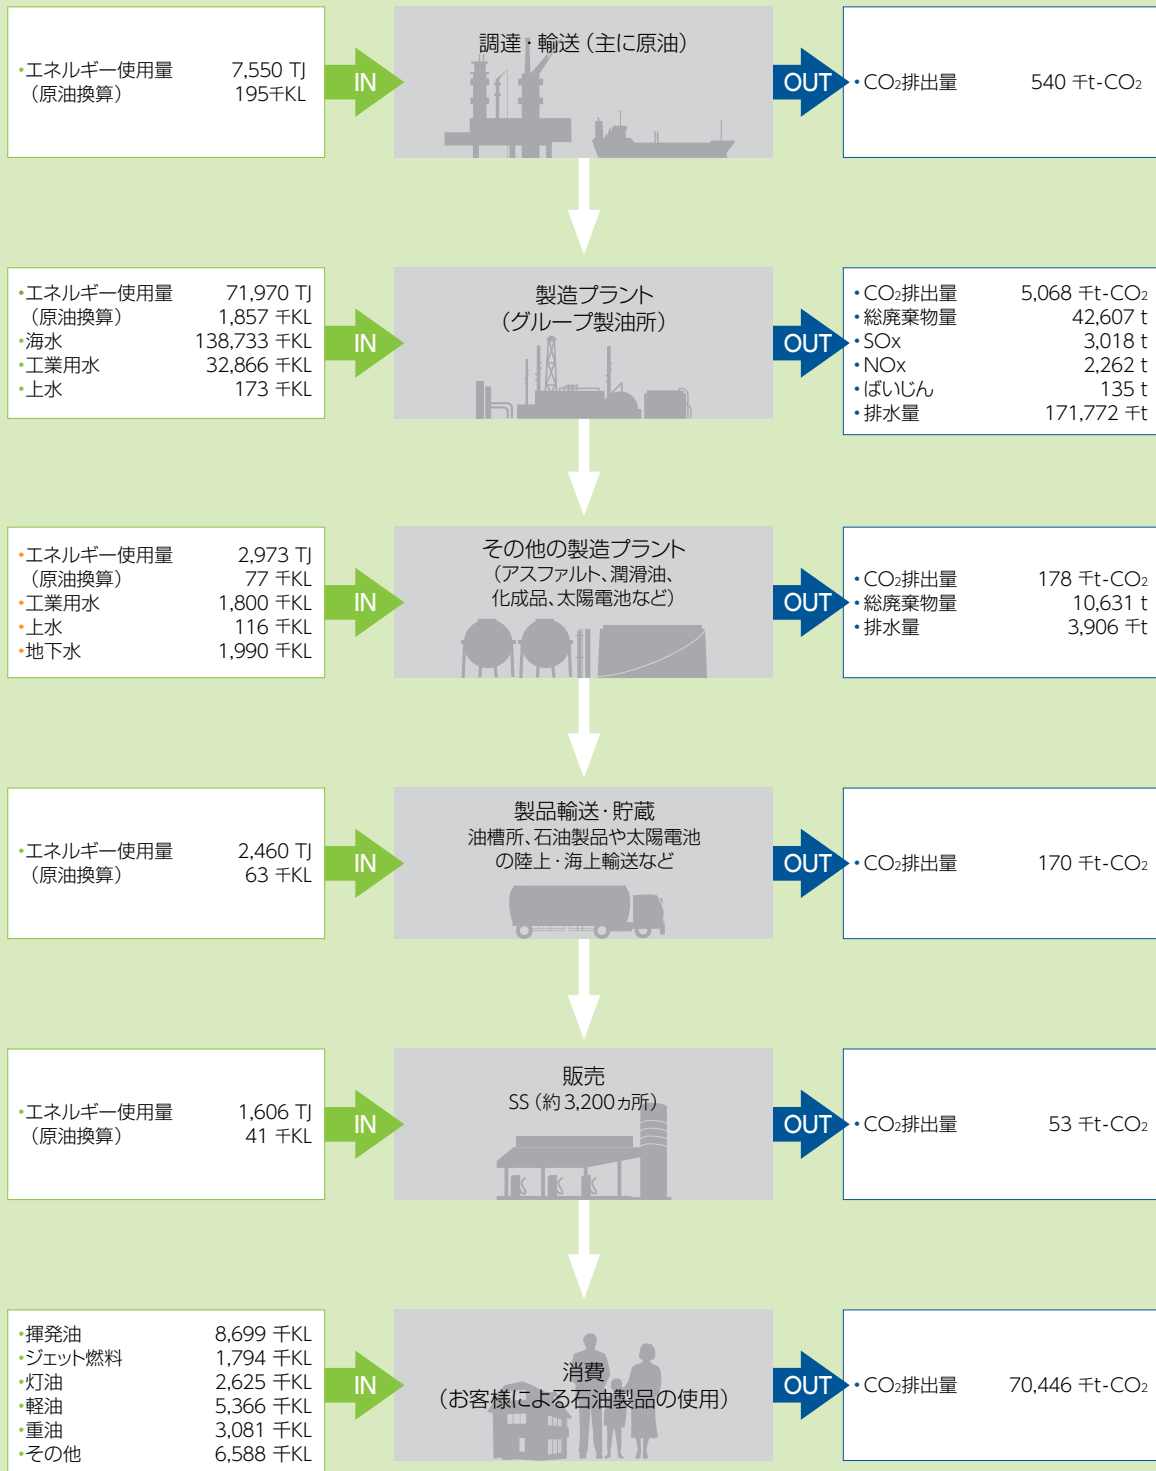 ・エネルギー使用量 7,550 TJ
（原油換算） 195千KL
IN
調達・輸送（主に原油）
OUT
・CO₂排出量 540 千t-CO₂
・エネルギー使用量 71,970 TJ
（原油換算） 1,857 千KL
・海水 138,733 千KL
・工業用水 32,866 千KL
・上水 173 千KL
IN
製造プラント
（グループ製油所）
OUT
・CO₂排出量 5,068 千t-CO₂
・総廃棄物量 42,607 t
・SOx 3,018 t
・NOx 2,262 t
・ばいじん 135 t
・排水量 171,772 千t
・エネルギー使用量 2,973 TJ
（原油換算） 77 千KL
・工業用水 1,800 千KL
・上水 116 千KL
・地下水 1,990 千KL
IN
その他の製造プラント
（アスファルト、潤滑油、
化成品、太陽電池など）
OUT
・CO₂排出量 178 千t-CO₂
・総廃棄物量 10,631 t
・排水量 3,906 千t
・エネルギー使用量 2,460 TJ
（原油換算） 63 千KL
IN
製品輸送・貯蔵
油槽所、石油製品や太陽電池
の陸上・海上輸送など
OUT
・CO₂排出量 170 千t-CO₂
・エネルギー使用量 1,606 TJ
（原油換算） 41 千KL
IN
販売
SS（約3,200ヵ所）
OUT
・CO₂排出量 53 千t-CO₂
・揮発油 8,699 千KL
・ジェット燃料 1,794 千KL
・灯油 2,625 千KL
・軽油 5,366 千KL
・重油 3,081 千KL
・その他 6,588 千KL
IN
消費
（お客様による石油製品の使用）
OUT
・CO₂排出量 70,446 千t-CO₂